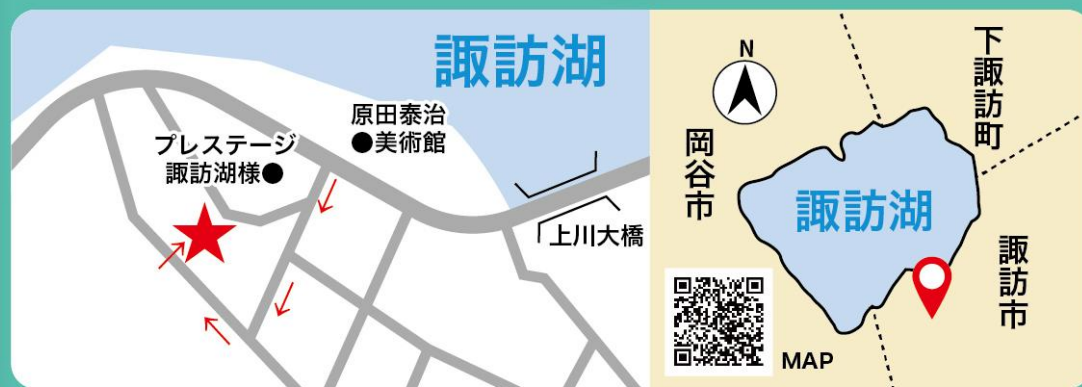 諏訪湖
原田泰治
●美術館
プレステージ
諏訪湖様●
上川大橋
N
下諏訪町
岡谷市
諏訪湖
諏訪市
MAP